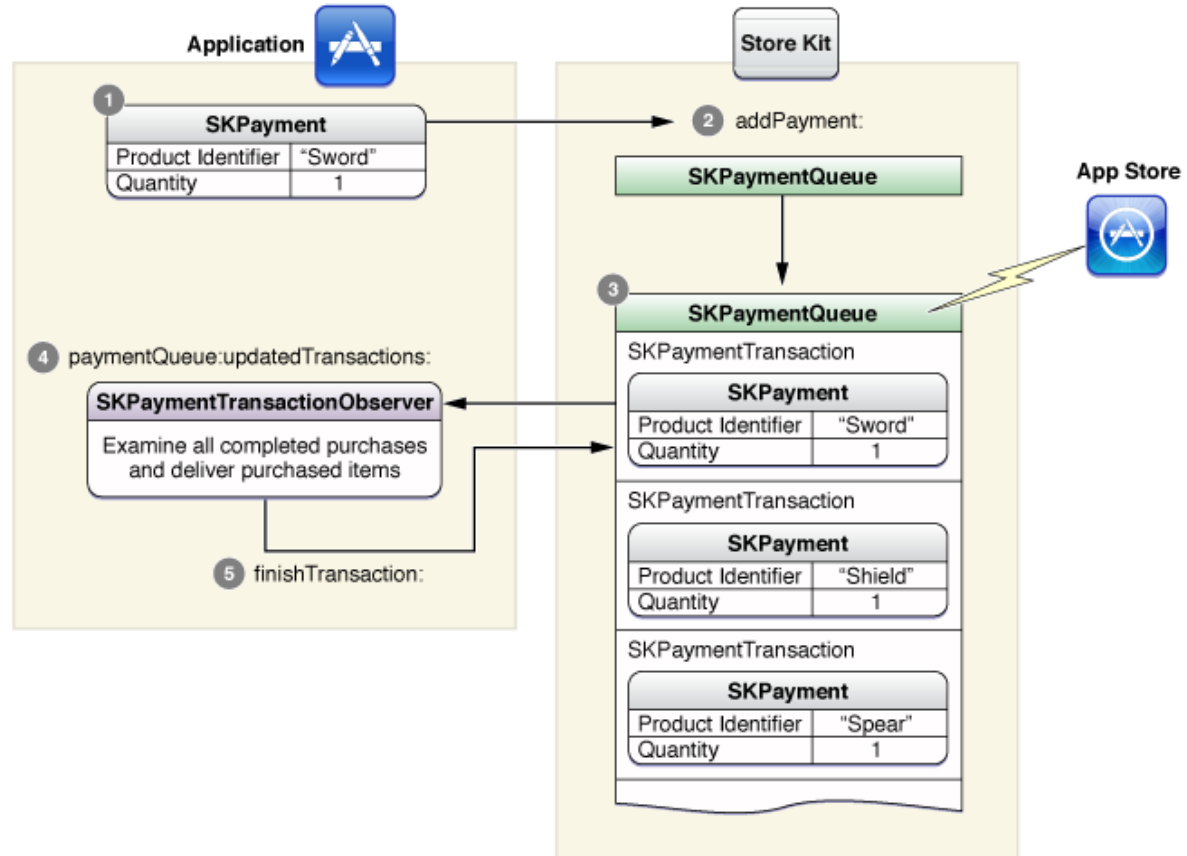 Application
Store Kit
1
SKPayment
Product Identifier “Sword”
Quantity 1
2 addPayment:
SKPaymentQueue
App Store
3
SKPaymentQueue
SKPaymentTransaction
SKPayment
Product Identifier “Sword”
Quantity 1
SKPaymentTransaction
SKPayment
Product Identifier “Shield”
Quantity 1
SKPaymentTransaction
SKPayment
Product Identifier “Spear”
Quantity 1
4 paymentQueue:updatedTransactions:
SKPaymentTransactionObserver
Examine all completed purchases
and deliver purchased items
5 finishTransaction: